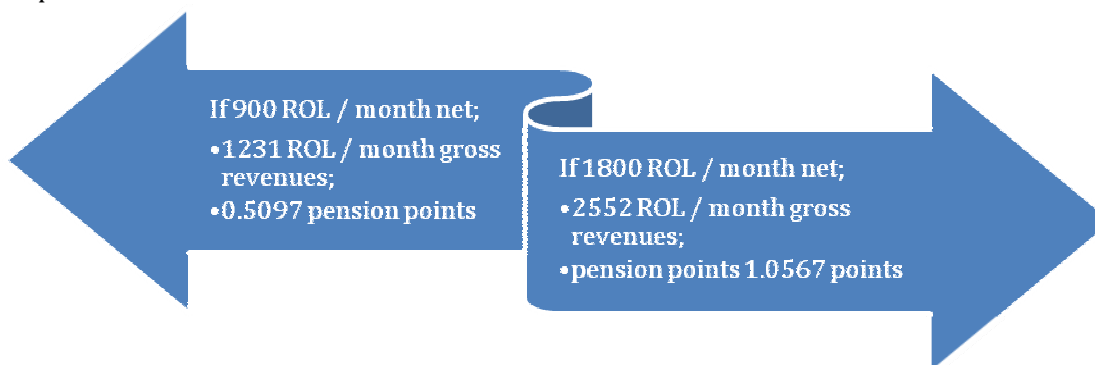 If 900 ROL / month net;
•1231 ROL / month gross
revenues;
•0.5097 pension points
If 1800 ROL / month net;
•2552 ROL / month gross
revenues;
•pension points 1.0567 points